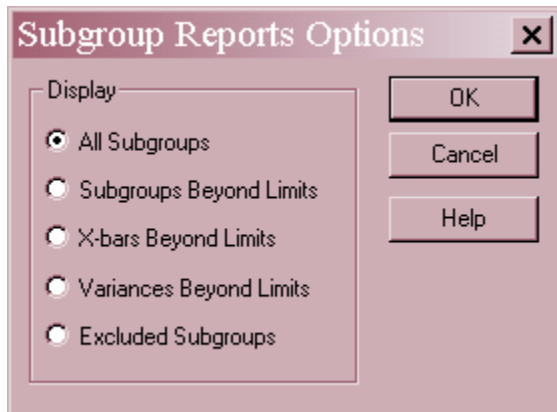 Subgroup Reports Options
Display
All Subgroups
Subgroups Beyond Limits
X-bars Beyond Limits
Variances Beyond Limits
Excluded Subgroups
OK
Cancel
Help